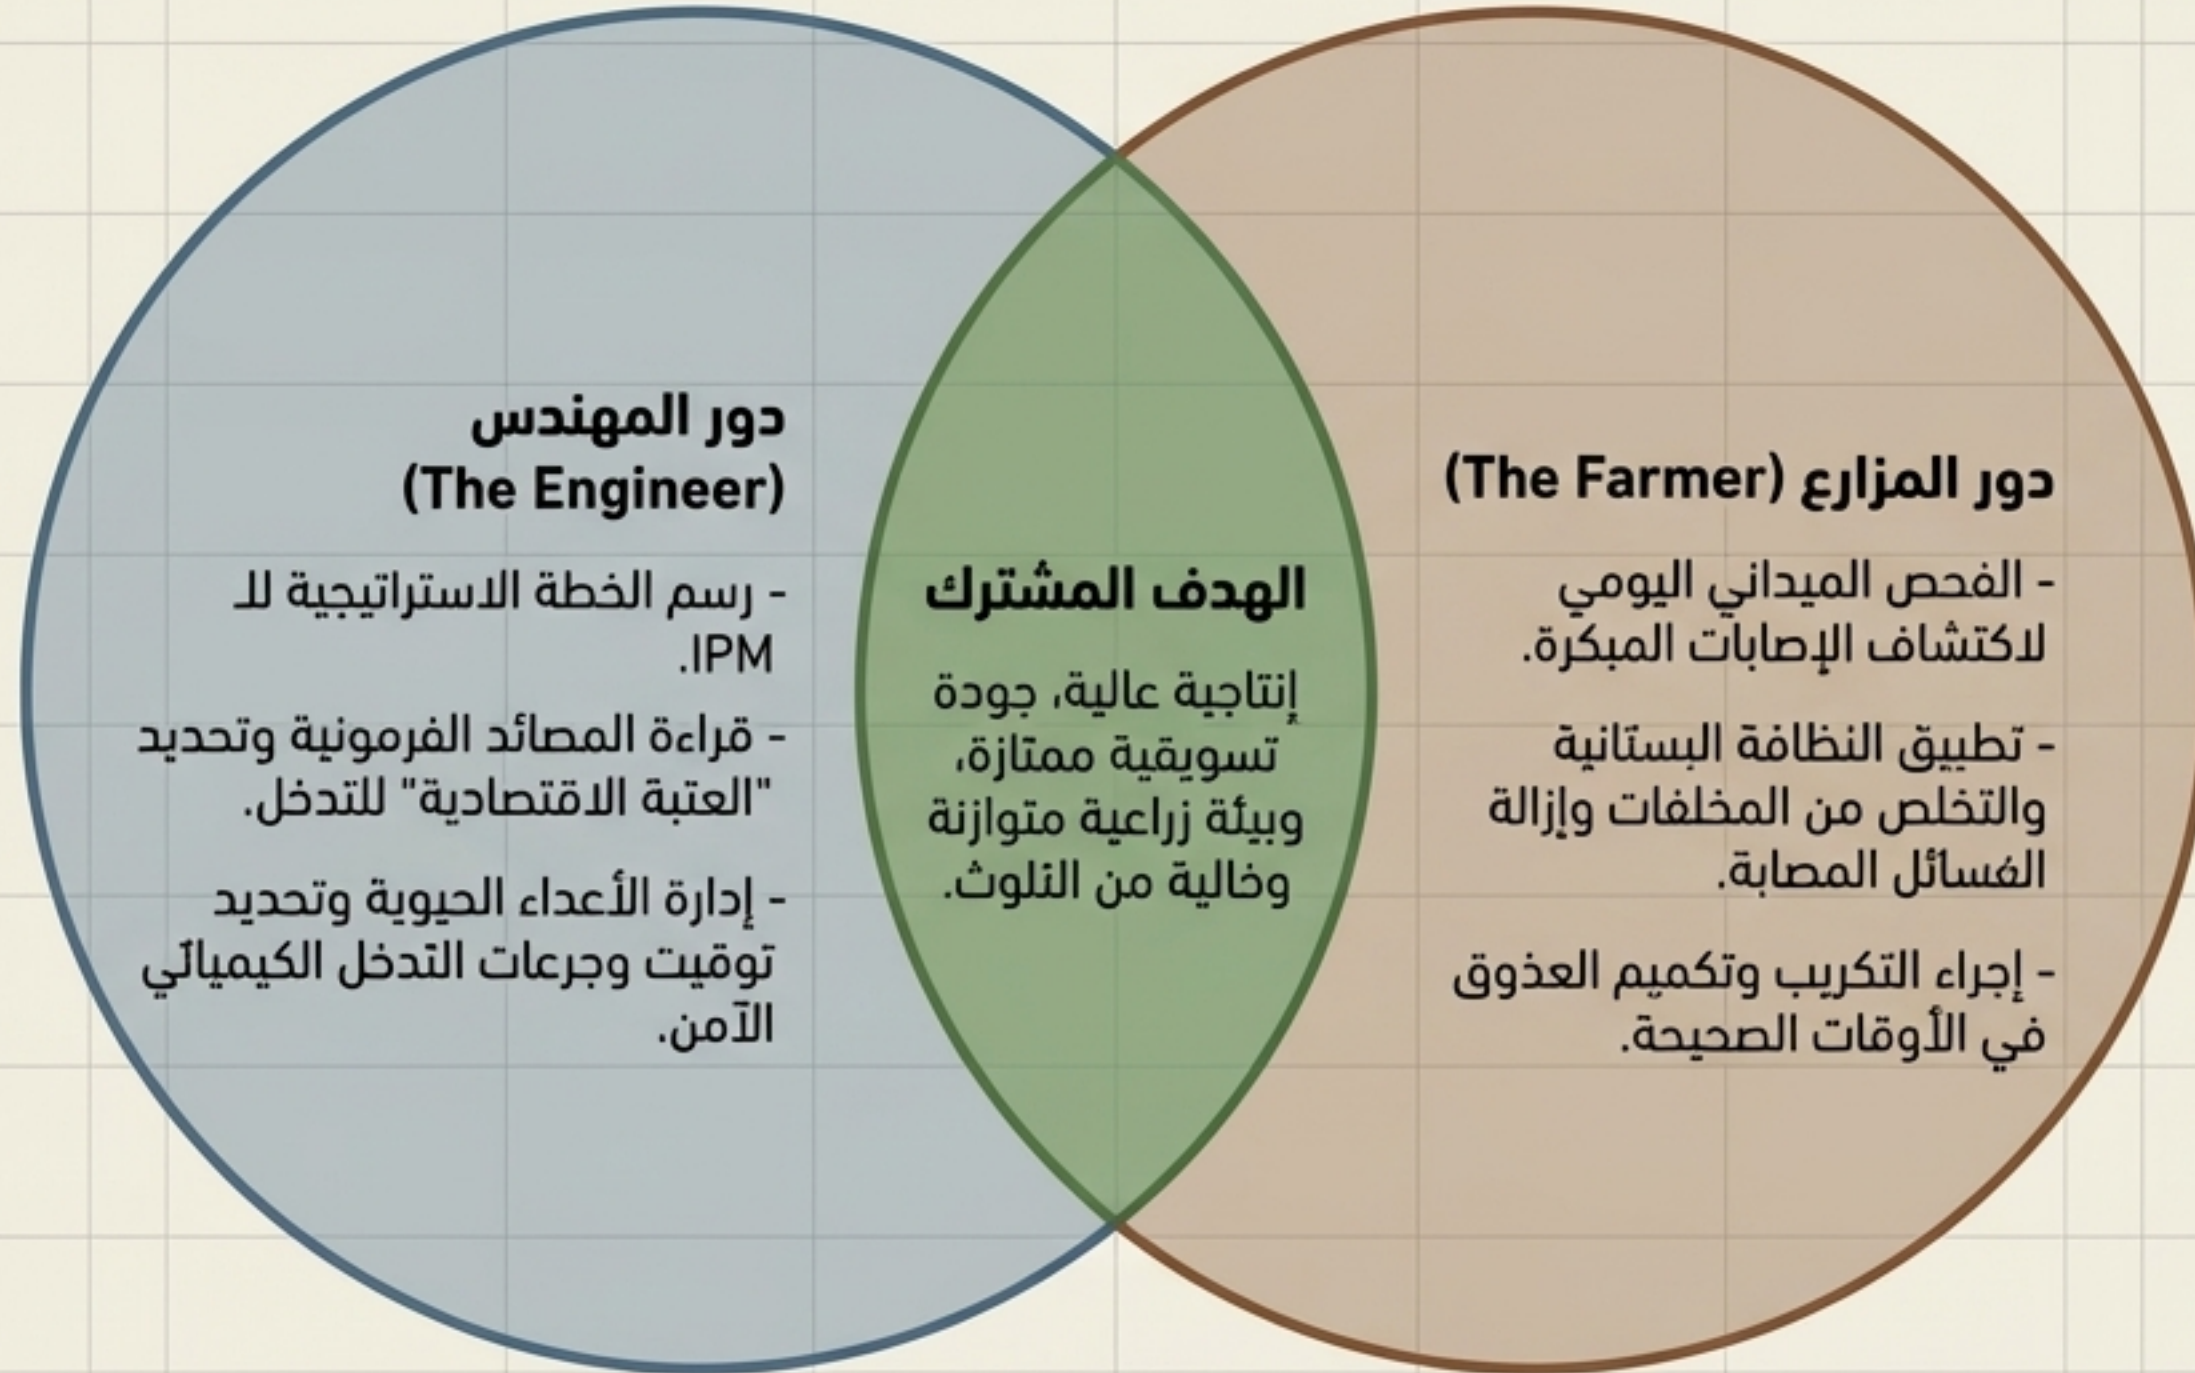 دور المزارع (The Farmer)
- الفحص الميداني اليومي
لاكتشاف الإصابات المبكرة.
- تطبيق النظافة البستانية
والتخلص من المخلفات وإزالة
الفسائل المصابة.
- إجراء التكريب وتكميم العذوق
في الأوقات الصحيحة.
الهدف المشترك
إنتاجية عالية، جودة
تسويقية ممتازة،
وبيئة زراعية متوازنة
وخالية من التلوث.
دور المهندس
(The Engineer)
- رسم الخطة الاستراتيجية للـ
IPM.
- قراءة المصائد الفرمونية وتحديد
"العتبة الاقتصادية" للتدخل.
- إدارة الأعداء الحيوية وتحديد
توقيت وجرعات التدخل الكيميائي
الآمن.